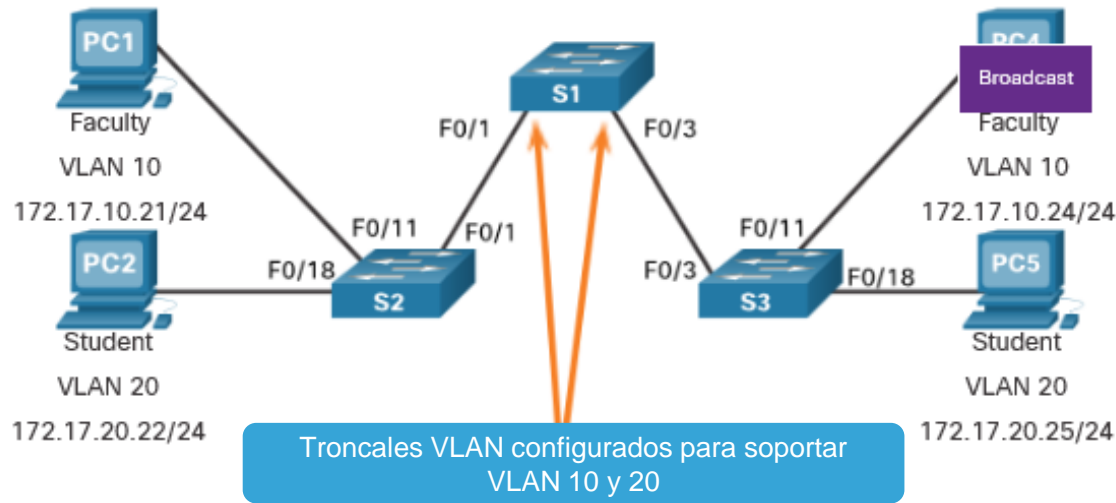 PC1
Faculty
VLAN 10
172.17.10.21/24
PC2
Student
VLAN 20
172.17.20.22/24
F0/11
F0/18
F0/1
S2
F0/1
S1
F0/3
F0/3
S3
F0/11
F0/18
PC4
Broadcast
Faculty
VLAN 10
172.17.10.24/24
PC5
Student
VLAN 20
172.17.20.25/24
Troncales VLAN configurados para soportar
VLAN 10 y 20